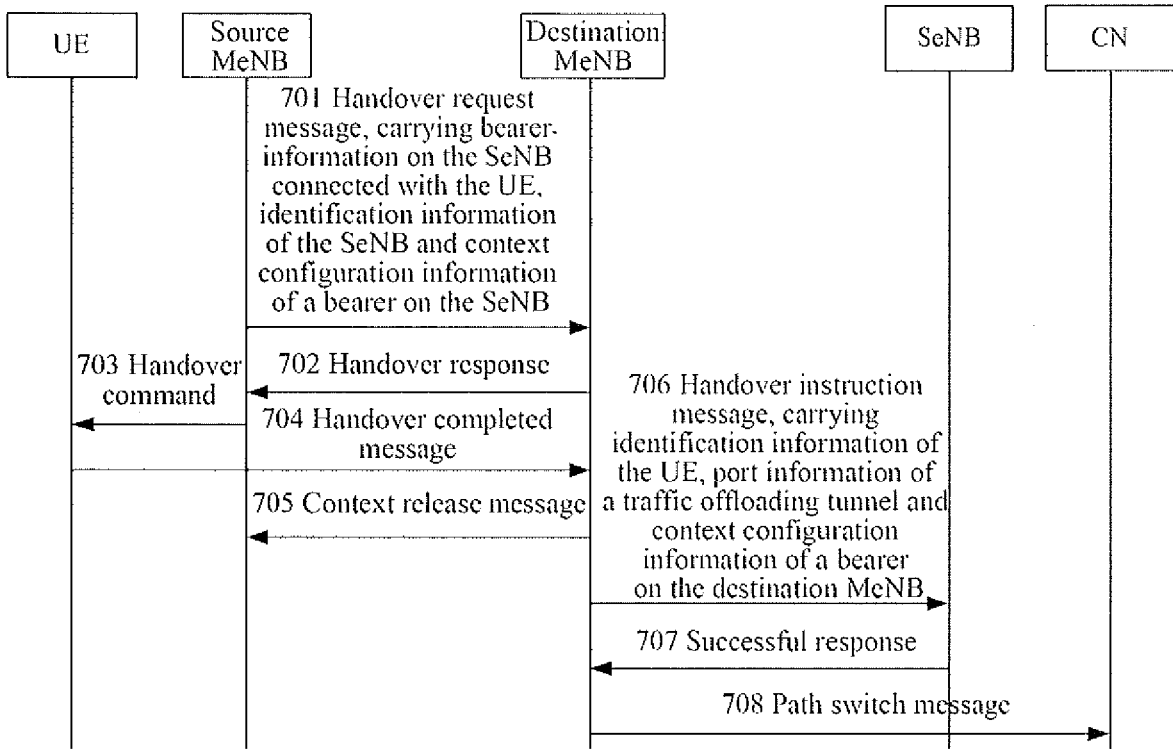 UE
Source
MeNB
Destination
MeNB
SeNB
CN
701 Handover request
message, carrying bearer
information on the SeNB
connected with the UE,
identification information
of the SeNB and context
configuration information
of a bearer on the SeNB
702 Handover response
703 Handover
command
704 Handover completed
message
705 Context release message
706 Handover instruction
message, carrying
identification information of
the UE, port information of
a traffic offloading tunnel and
context configuration
information of a bearer
on the destination MeNB
707 Successful response
708 Path switch message